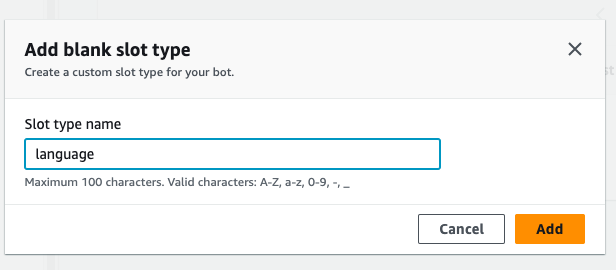 Add blank slot type
Create a custom slot type for your bot.
Slot type name
language
Maximum 100 characters. Valid characters: A-Z, a-z, 0-9, -, _
Cancel
Add